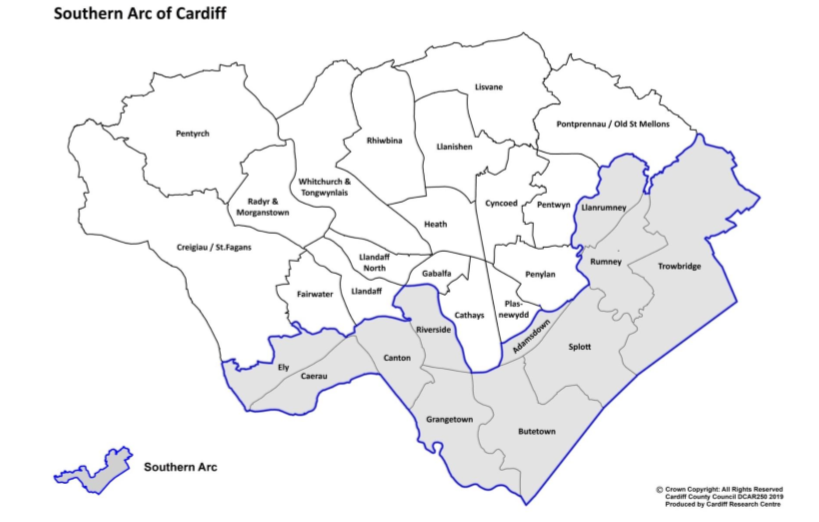 Southern Arc of Cardiff
Lisvane
Pontprennau / Old St Mellons
Pentyrch
Rhiwbina
Llanishen
Whitchurch &
Tongwynlais
Radyr &
Morganstown
Cyncoed
Pentwyn
Llanrumney
Heath
Creigiau / St.Fagans
Llandaff
North
Gabalfa
Penylan
Rumney
Trowbridge
Fairwater
Llandaff
Cathays
Plas-
newydd
Riverside
Adamsdown
Splott
Ely
Caerau
Canton
Grangetown
Butetown
Southern Arc
© Crown Copyright: All Rights Reserved
Cardiff County Council DCAR250 2019
Produced by Cardiff Research Centre